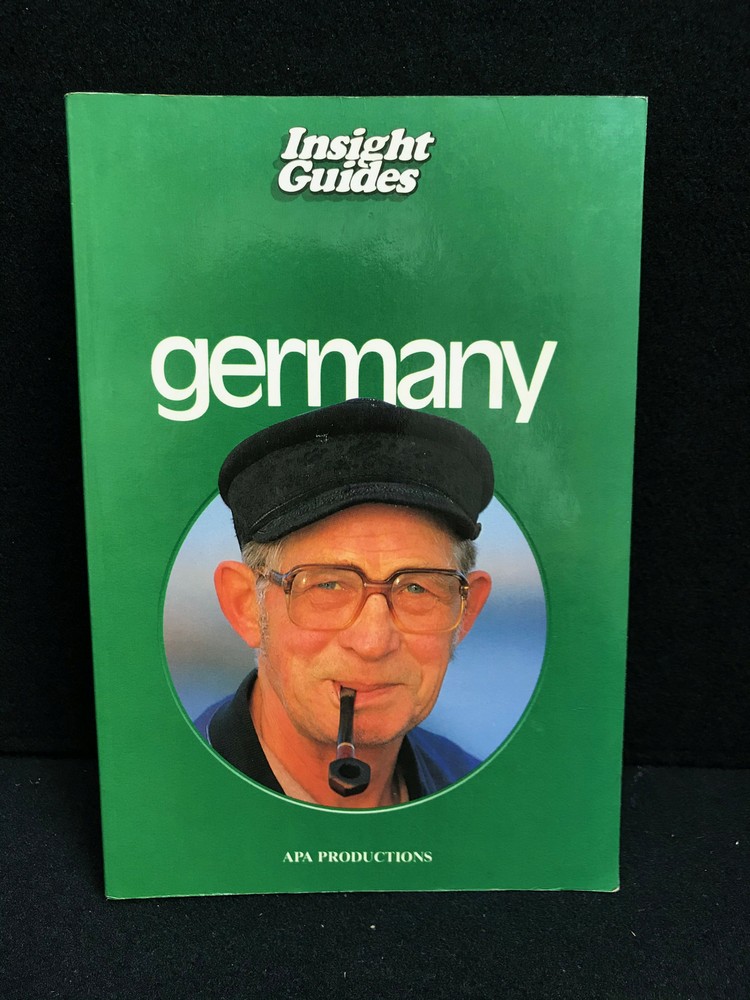 Insight
Guides
germany
APA PRODUCTIONS